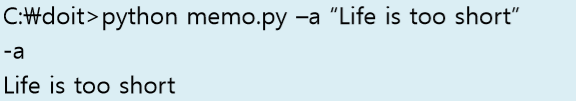 C:₩doit>python memo.py –a “Life is too short”
-a
Life is too short